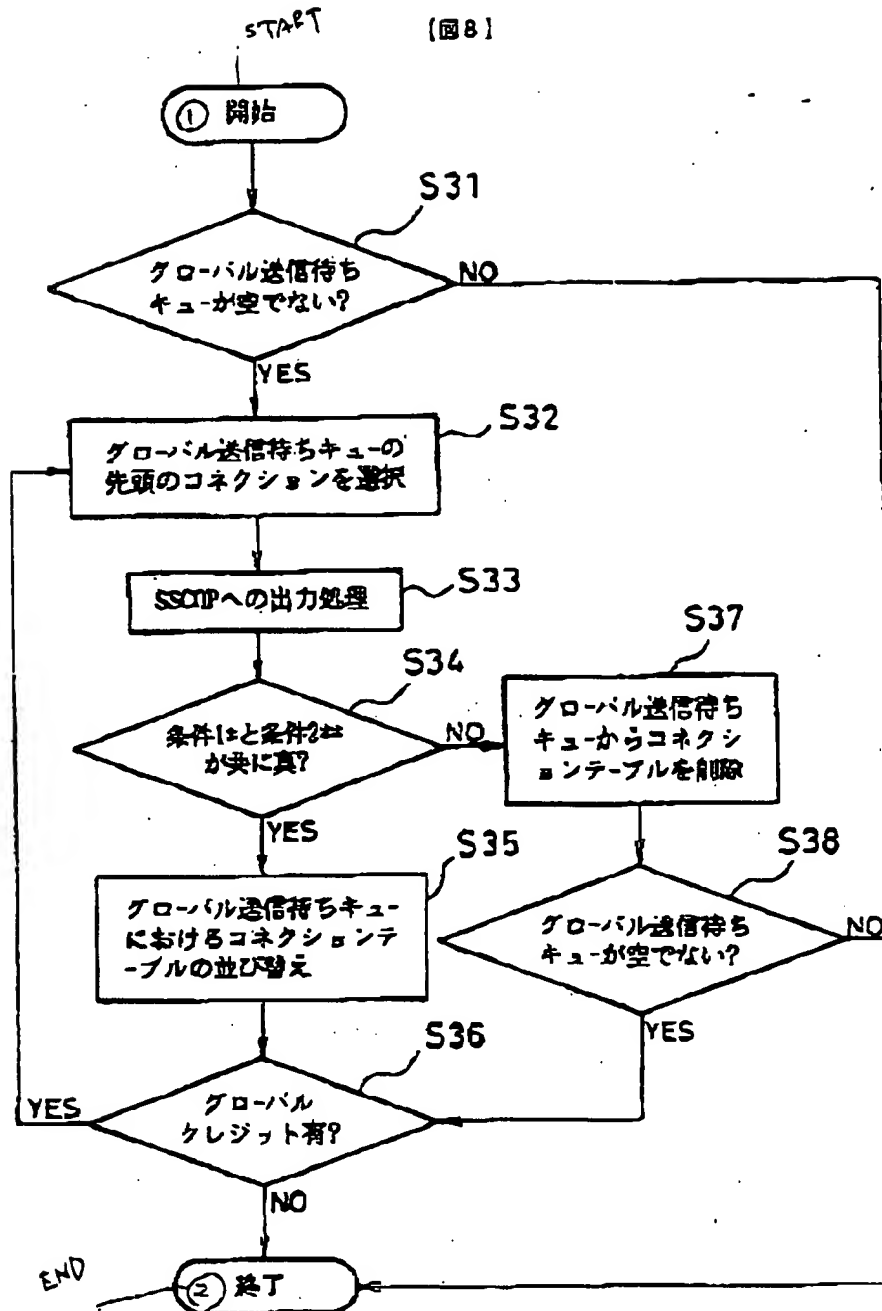 START
【図8】
① 開始
S31
グローバル送信待ち
キューが空でない?
NO
YES
S32
グローバル送信待ちキューの
先頭のコネクションを選択
S33
SSCOPへの出力処理
S34
条件1*と条件2**
が共に真?
NO
YES
S37
グローバル送信待ち
キューからコネクシ
ョンテーブルを削除
S35
グローバル送信待ちキュー
におけるコネクションテ
ーブルの並び替え
S38
グローバル送信待ち
キューが空でない?
NO
YES
S36
グローバル
クレジット有?
YES
NO
END
② 終了